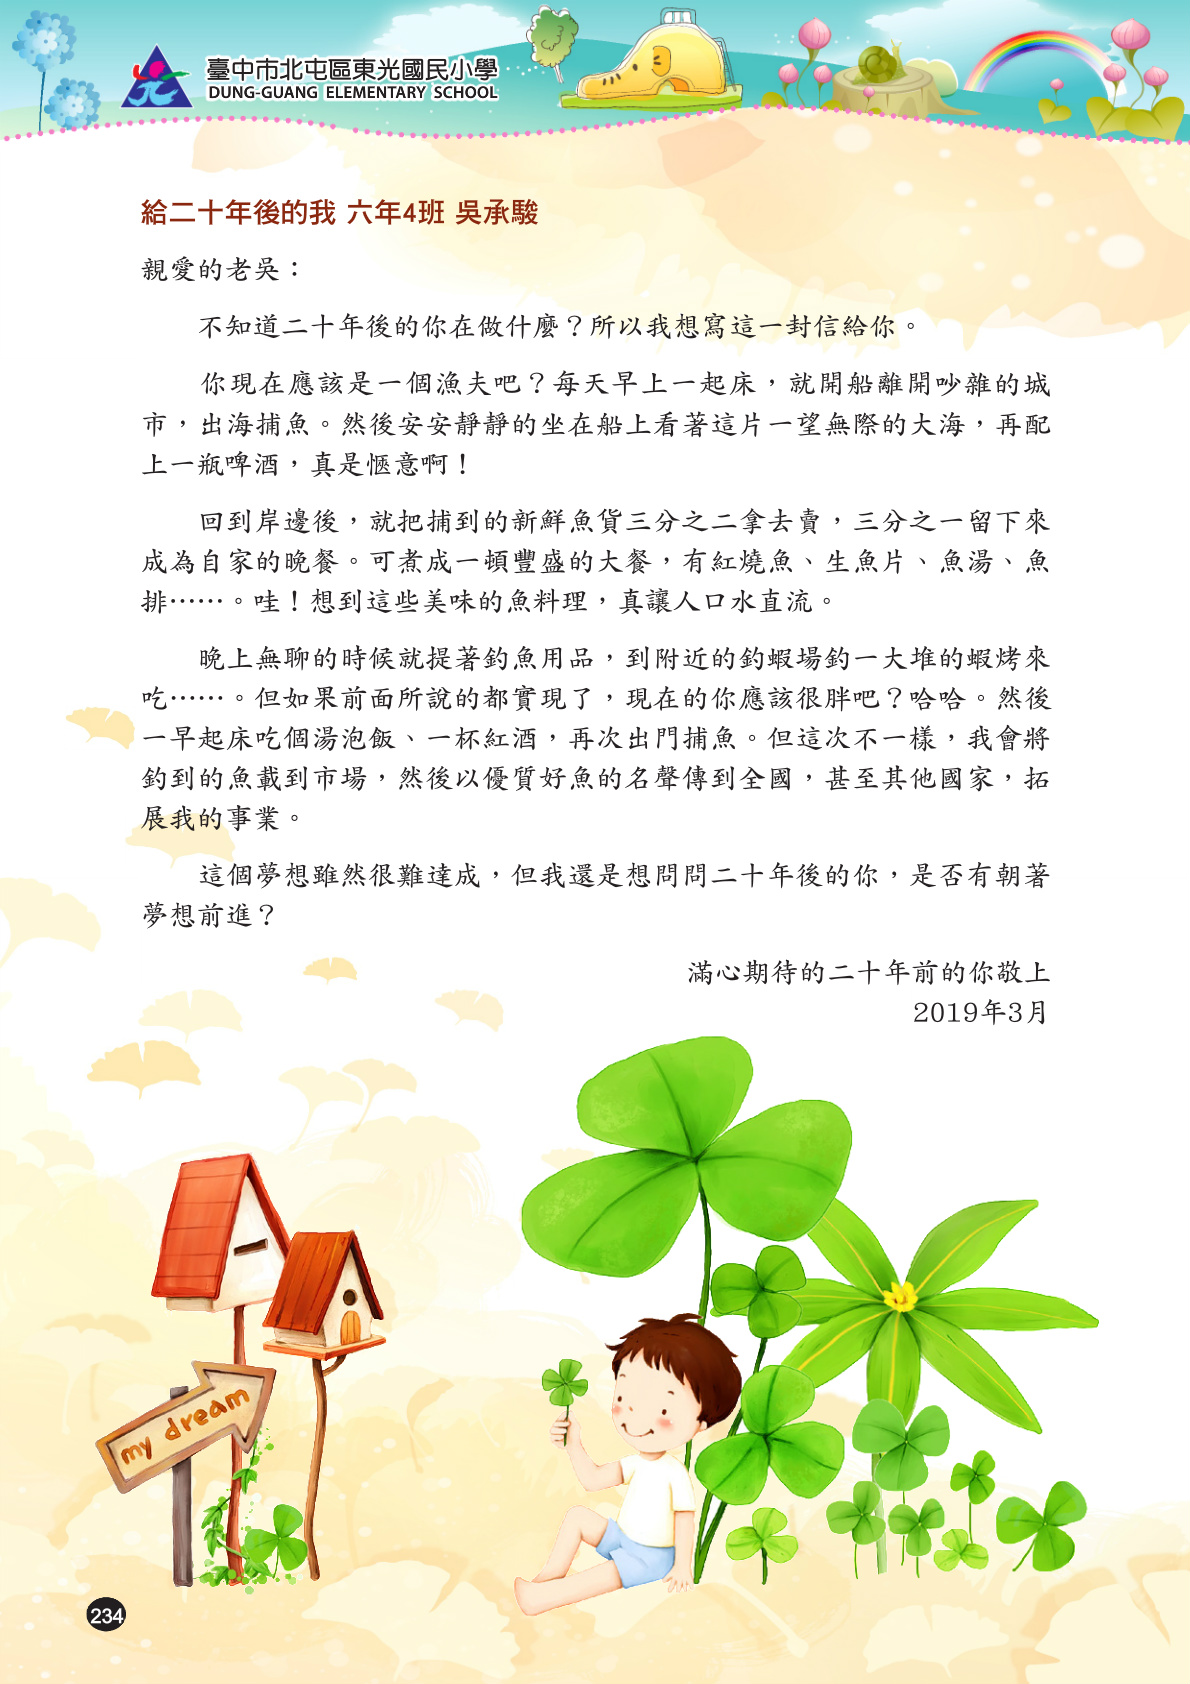 臺中市北屯區東光國民小學
DUNG-GUANG ELEMENTARY SCHOOL
給二十年後的我 六年4班 吳承駿
親愛的老吳：
不知道二十年後的你在做什麼？所以我想寫這一封信給你。
你現在應該是一個漁夫吧？每天早上一起床，就開船離開吵雜的城
市，出海捕魚。然後安安靜靜的坐在船上看著這片一望無際的大海，再配
上一瓶啤酒，真是愜意啊！
回到岸邊後，就把捕到的新鮮魚貨三分之二拿去賣，三分之一留下來
成為自家的晚餐。可煮成一頓豐盛的大餐，有紅燒魚、生魚片、魚湯、魚
排……。哇！想到這些美味的魚料理，真讓人口水直流。
晚上無聊的時候就提著釣魚用品，到附近的釣蝦場釣一大堆的蝦烤來
吃……。但如果前面所說的都實現了，現在的你應該很胖吧？哈哈。然後
一早起床吃個湯泡飯、一杯紅酒，再次出門捕魚。但這次不一樣，我會將
釣到的魚載到市場，然後以優質好魚的名聲傳到全國，甚至其他國家，拓
展我的事業。
這個夢想雖然很難達成，但我還是想問問二十年後的你，是否有朝著
夢想前進？
滿心期待的二十年前的你敬上
2019年3月
my dream
234